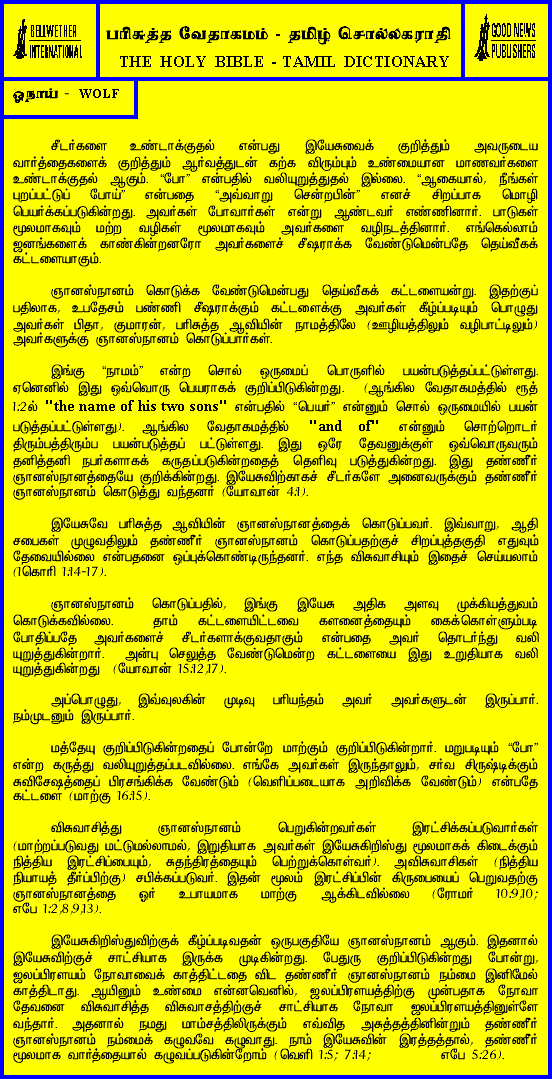 BELLWETHER
INTERNATIONAL
பரிசுத்த வேதாகமம் - தமிழ் சொல்லகராதி
THE HOLY BIBLE - TAMIL DICTIONARY
GOOD NEWS
PUBLISHERS
ஓநாய் - WOLF
சீடர்களை உண்டாக்குதல் என்பது இயேசுவைக் குறித்தும் அவருடைய
வார்த்தைகளைக் குறித்தும் ஆர்வத்துடன் கற்க விரும்பும் உண்மையான மாணவர்களை
உண்டாக்குதல் ஆகும். “போ” என்பதில் வலியுறுத்துதல் இல்லை. “ஆகையால், நீங்கள்
புறப்பட்டுப் போய்” என்பதை “அவ்வாறு சென்றபின்” எனச் சிறப்பாக மொழி
பெயர்க்கப்படுகின்றது. அவர்கள் போவார்கள் என்று ஆண்டவர் எண்ணினார். பாடுகள்
மூலமாகவும் மற்ற வழிகள் மூலமாகவும் அவர்களை வழிநடத்தினார். எங்கெல்லாம்
ஜனங்களைக் காண்கின்றனரோ அவர்களைச் சீஷராக்க வேண்டுமென்பதே தெய்வீகக்
கட்டளையாகும்.
ஞானஸ்நானம் கொடுக்க வேண்டுமென்பது தெய்வீகக் கட்டளையன்று. இதற்குப்
பதிலாக, உபதேசம் பண்ணி சீஷராக்கும் கட்டளைக்கு அவர்கள் கீழ்ப்படியும் பொழுது
அவர்கள் பிதா, குமாரன், பரிசுத்த ஆவியின் நாமத்திலே (ஊழியத்திலும் வழிபாட்டிலும்)
அவர்களுக்கு ஞானஸ்நானம் கொடுப்பார்கள்.
இங்கு “நாமம்” என்ற சொல் ஒருமைப் பொருளில் பயன்படுத்தப்பட்டுள்ளது.
ஏனெனில் இது ஒவ்வொரு பெயராகக் குறிப்பிடுகின்றது. (ஆங்கில வேதாகமத்தில் ரூத்
1:2ல் "the name of his two sons" என்பதில் “பெயர்” என்னும் சொல் ஒருமையில் பயன்
படுத்தப்பட்டுள்ளது). ஆங்கில வேதாகமத்தில் "and of" என்னும் சொற்றொடர்
திரும்பத்திரும்ப பயன்படுத்தப் பட்டுள்ளது. இது ஒரே தேவனுக்குள் ஒவ்வொருவரும்
தனித்தனி நபர்களாகக் கருதப்படுகின்றதைத் தெளிவு படுத்துகின்றது. இது தண்ணீர்
ஞானஸ்நானத்தையே குறிக்கின்றது. இயேசுவிற்காகச் சீடர்களே அனைவருக்கும் தண்ணீர்
ஞானஸ்நானம் கொடுத்து வந்தனர் (யோவான் 4:1).
இயேசுவே பரிசுத்த ஆவியின் ஞானஸ்நானத்தைக் கொடுப்பவர். இவ்வாறு, ஆதி
சபைகள் முழுவதிலும் தண்ணீர் ஞானஸ்நானம் கொடுப்பதற்குச் சிறப்புத்தகுதி எதுவும்
தேவையில்லை என்பதனை ஒப்புக்கொண்டிருந்தனர். எந்த விசுவாசியும் இதைச் செய்யலாம்
(1கொரி 1:14-17).
ஞானஸ்நானம் கொடுப்பதில், இங்கு இயேசு அதிக அளவு முக்கியத்துவம்
கொடுக்கவில்லை. தாம் கட்டளையிட்டவை களனைத்தையும் கைக்கொள்ளும்படி
போதிப்பதே அவர்களைச் சீடர்களாக்குவதாகும் என்பதை அவர் தொடர்ந்து வலி
யுறுத்துகின்றார். அன்பு செலுத்த வேண்டுமென்ற கட்டளையை இது உறுதியாக வலி
யுறுத்துகின்றது (யோவான் 15:12,17).
அப்பொழுது, இவ்வுலகின் முடிவு பரியந்தம் அவர் அவர்களுடன் இருப்பார்.
நம்முடனும் இருப்பார்.
மத்தேயு குறிப்பிடுகின்றதைப் போன்றே மாற்கும் குறிப்பிடுகின்றார். மறுபடியும் “போ”
என்ற கருத்து வலியுறுத்தப்படவில்லை. எங்கே அவர்கள் இருந்தாலும், சர்வ சிருஷ்டிக்கும்
சுவிசேஷத்தைப் பிரசங்கிக்க வேண்டும் (வெளிப்படையாக அறிவிக்க வேண்டும்) என்பதே
கட்டளை (மாற்கு 16:15).
விசுவாசித்து ஞானஸ்நானம் பெறுகின்றவர்கள் இரட்சிக்கப்படுவார்கள்
(மாற்றப்படுவது மட்டுமல்லாமல், இறுதியாக அவர்கள் இயேசுகிறிஸ்து மூலமாகக் கிடைக்கும்
நித்திய இரட்சிப்பையும், சுதந்திரத்தையும் பெற்றுக்கொள்வர்). அவிசுவாசிகள் (நித்திய
நியாயத் தீர்ப்பிற்கு) சபிக்கப்படுவர். இதன் மூலம் இரட்சிப்பின் கிருபையைப் பெறுவதற்கு
ஞானஸ்நானத்தை ஓர் உபாயமாக மாற்கு ஆக்கிடவில்லை (ரோமர் 10:9,10;
எபே 1:2,8,9,13).
இயேசுகிறிஸ்துவிற்குக் கீழ்ப்படிவதன் ஒருபகுதியே ஞானஸ்நானம் ஆகும். இதனால்
இயேசுவிற்குச் சாட்சியாக இருக்க முடிகின்றது. பேதுரு குறிப்பிடுகின்றது போன்று,
ஜலப்பிரளயம் நோவாவைக் காத்திட்டதை விட தண்ணீர் ஞானஸ்நானம் நம்மை இனிமேல்
காத்திடாது. ஆயினும் உண்மை என்னவெனில், ஜலப்பிரளயத்திற்கு முன்பதாக நோவா
தேவனை விசுவாசித்த விசுவாசத்திற்குச் சாட்சியாக நோவா ஜலப்பிரளயத்தினுள்ளே
வந்தார். அதனால் நமது மாம்சத்திலிருக்கும் எவ்வித அசுத்தத்தினின்றும் தண்ணீர்
ஞானஸ்நானம் நம்மைக் கழுவவே கழுவாது. நாம் இயேசுவின் இரத்தத்தால், தண்ணீர்
மூலமாக வார்த்தையால் கழுவப்படுகின்றோம் (வெளி 1:5; 7:14; எபே 5:26).